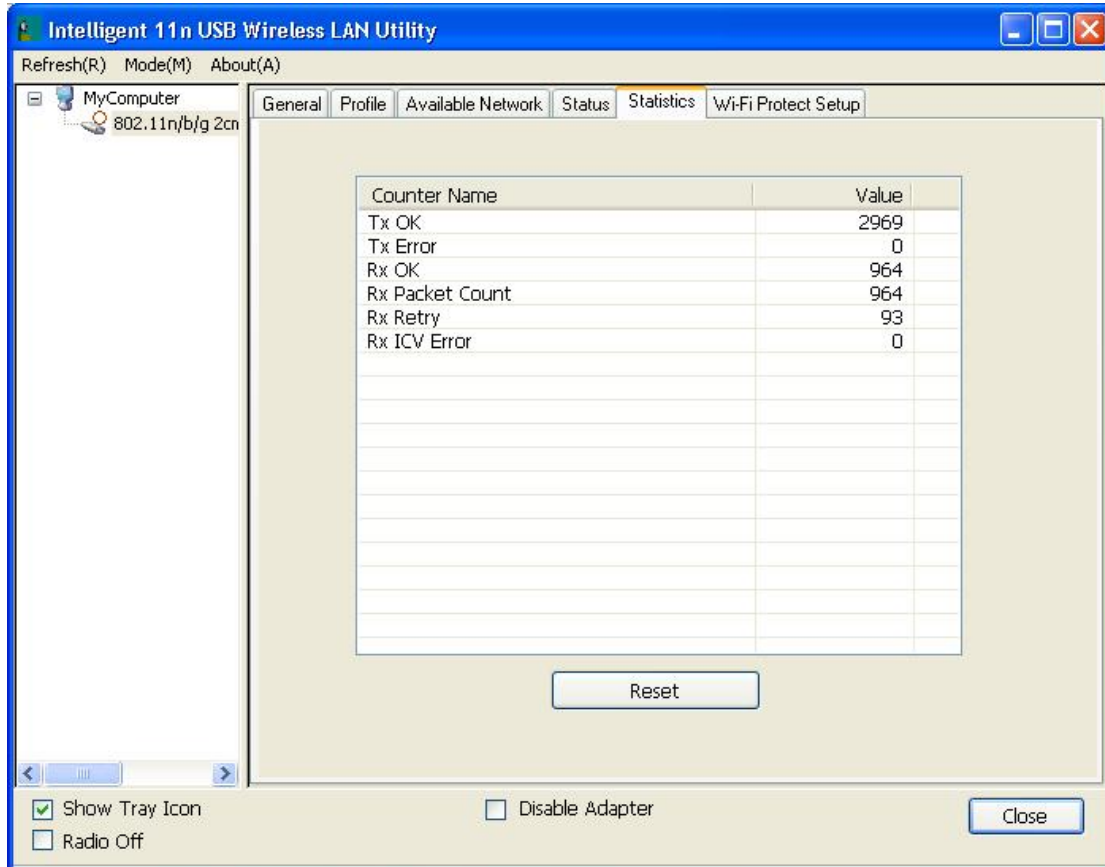 Intelligent 11n USB Wireless LAN Utility
Refresh(R) Mode(M) About(A)
MyComputer
802.11n/b/g 2cn
General Profile Available Network Status Statistics Wi-Fi Protect Setup
Counter Name Value
Tx OK 2969
Tx Error 0
Rx OK 964
Rx Packet Count 964
Rx Retry 93
Rx ICV Error 0
Reset
Show Tray Icon Disable Adapter
Radio Off
Close